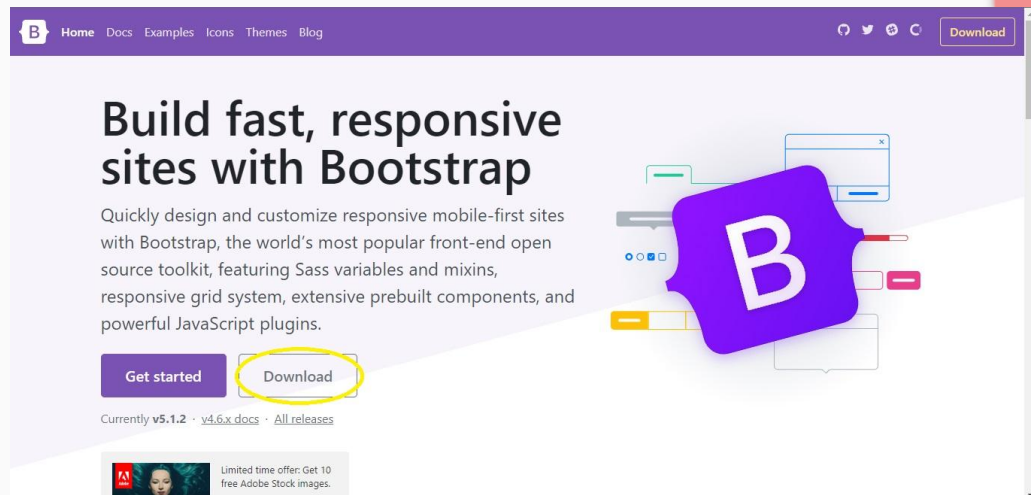 B Home Docs Examples Icons Themes Blog Download
Build fast, responsive
sites with Bootstrap
Quickly design and customize responsive mobile-first sites
with Bootstrap, the world's most popular front-end open
source toolkit, featuring Sass variables and mixins,
responsive grid system, extensive prebuilt components, and
powerful JavaScript plugins.
B
Get started Download
Currently v5.1.2 · v4.6.x docs · All releases
Limited time offer: Get 10
free Adobe Stock images.